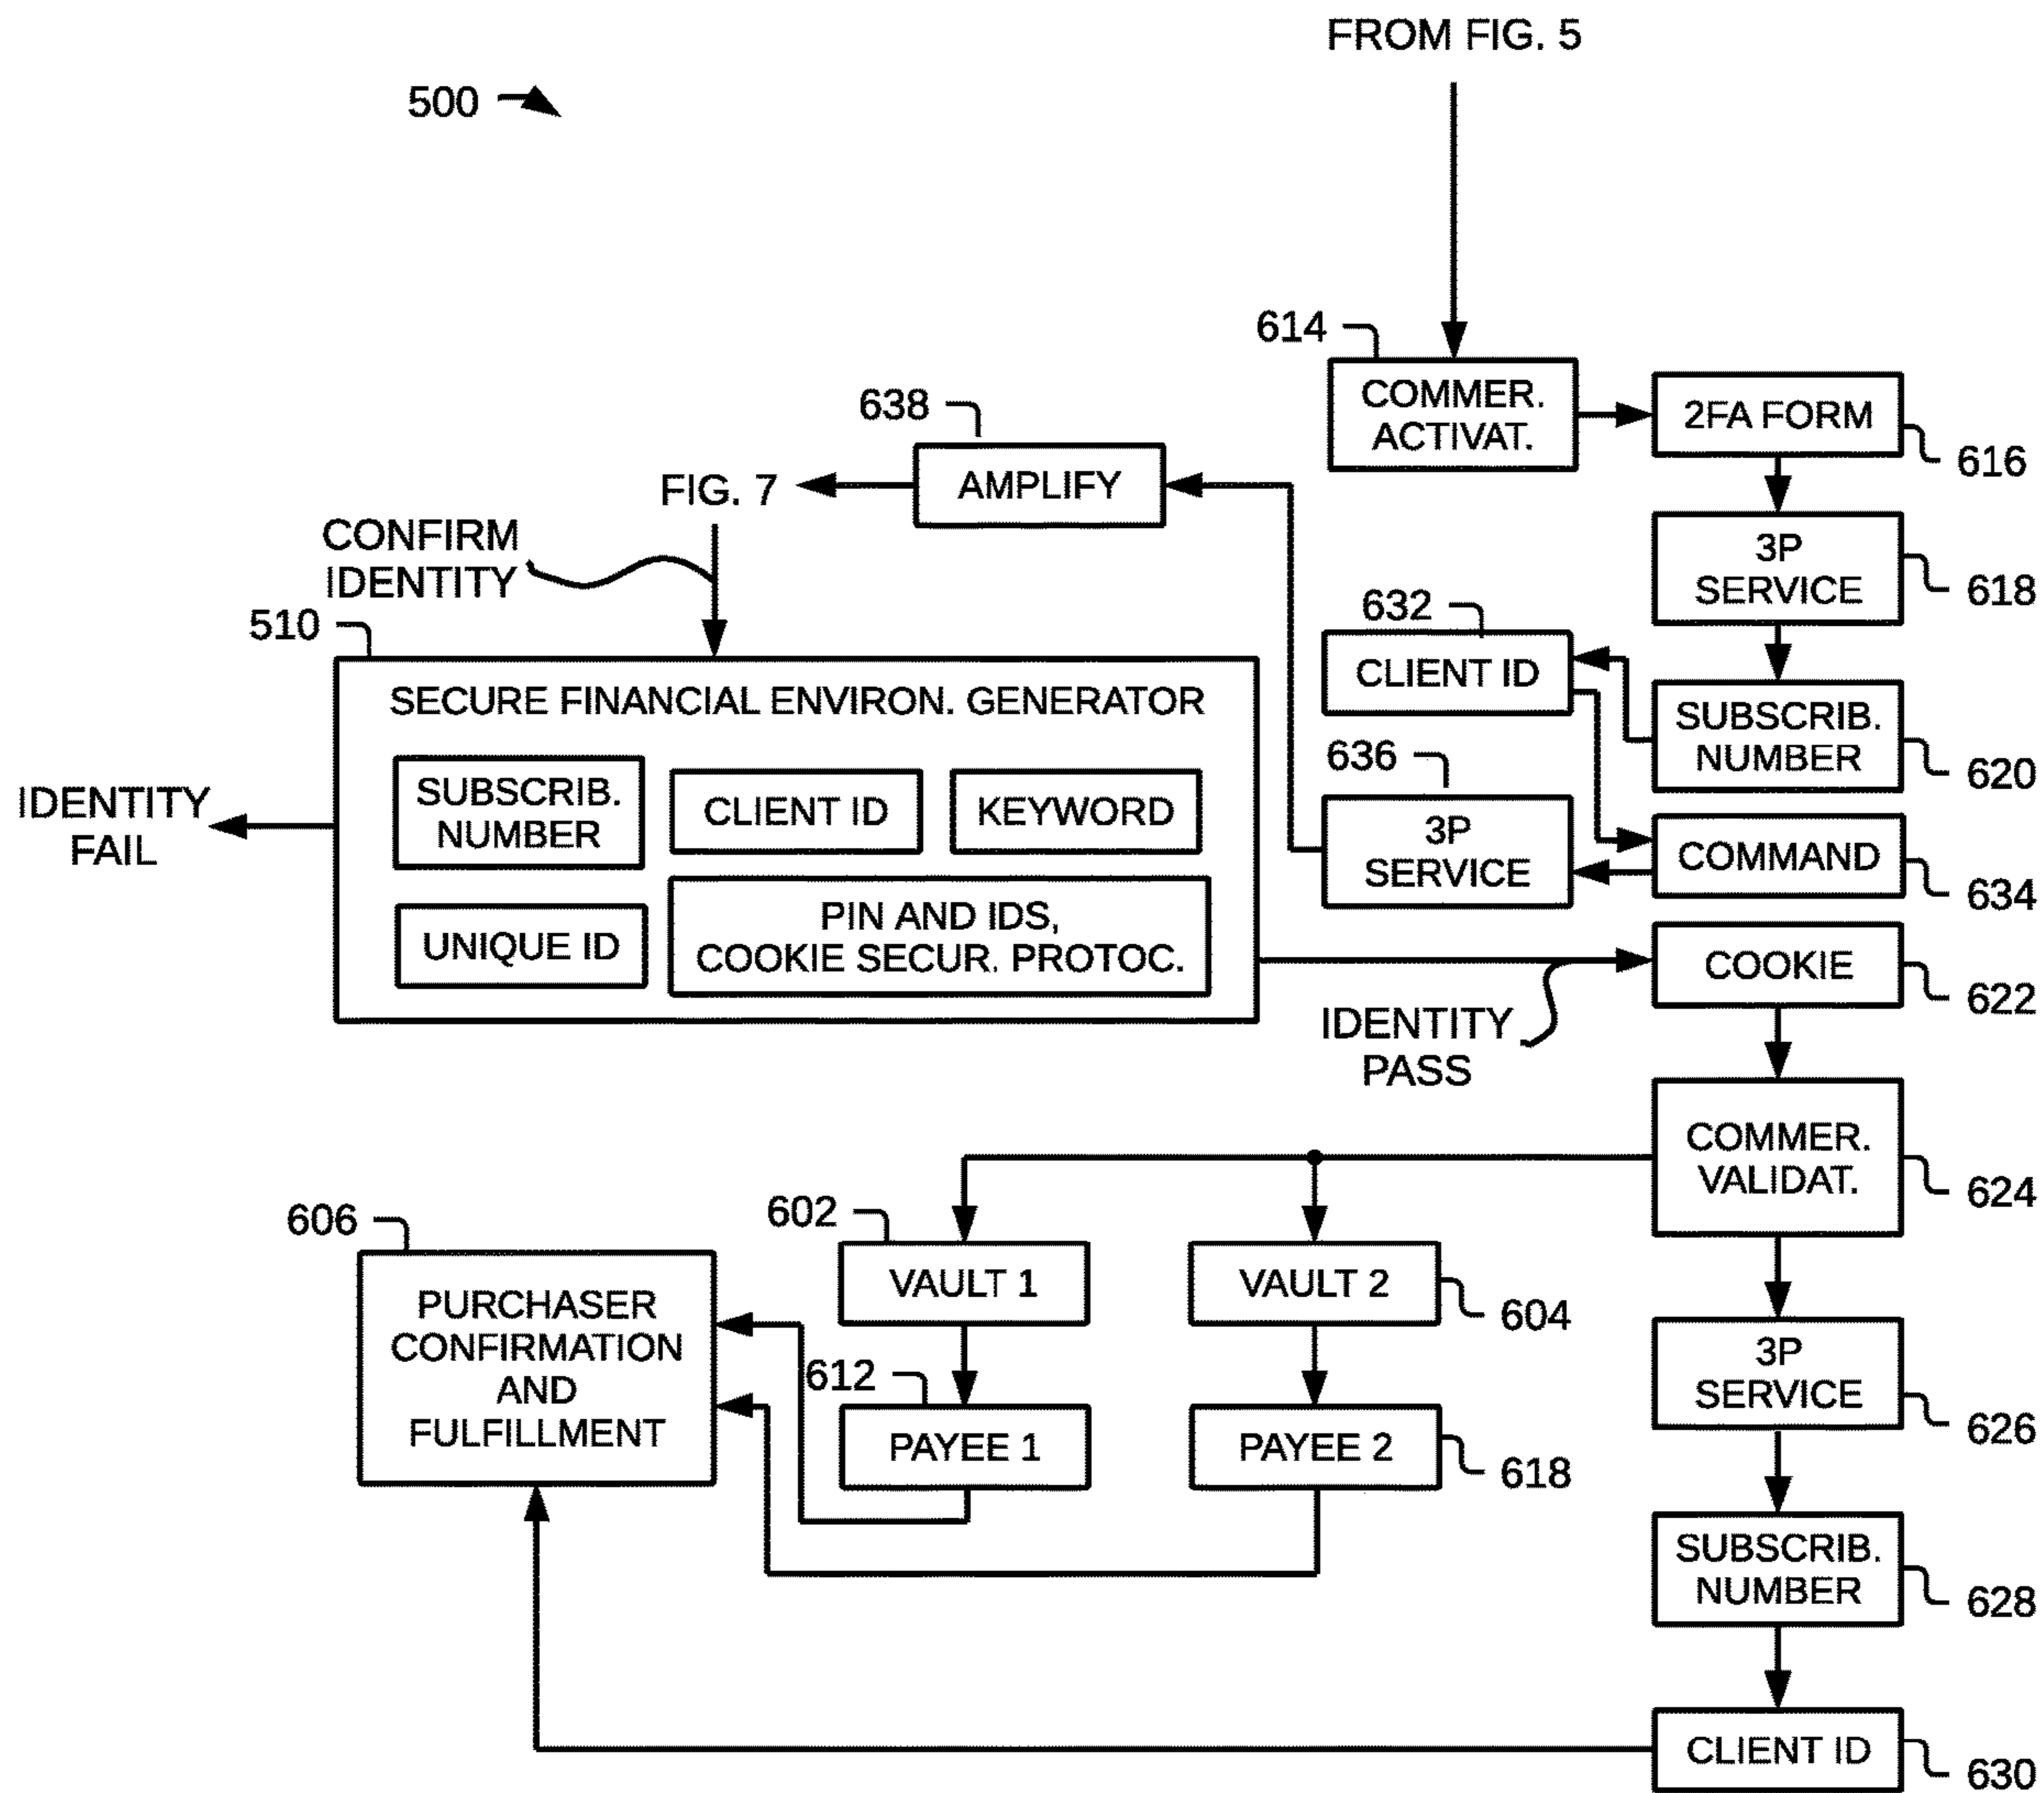 FROM FIG. 5
500
614
COMMER.
ACTIVAT.
2FA FORM
616
638
AMPLIFY
FIG. 7
CONFIRM
IDENTITY
3P
SERVICE
618
632
CLIENT ID
510
SECURE FINANCIAL ENVIRON. GENERATOR
SUBSCRIB.
NUMBER
620
636
3P
SERVICE
SUBSCRIB.
NUMBER
CLIENT ID
KEYWORD
IDENTITY
FAIL
COMMAND
634
UNIQUE ID
PIN AND IDS,
COOKIE SECUR. PROTOC.
COOKIE
622
IDENTITY
PASS
COMMER.
VALIDAT.
624
606
PURCHASER
CONFIRMATION
AND
FULFILLMENT
602
VAULT 1
VAULT 2
604
612
PAYEE 1
PAYEE 2
618
3P
SERVICE
626
SUBSCRIB.
NUMBER
628
CLIENT ID
630